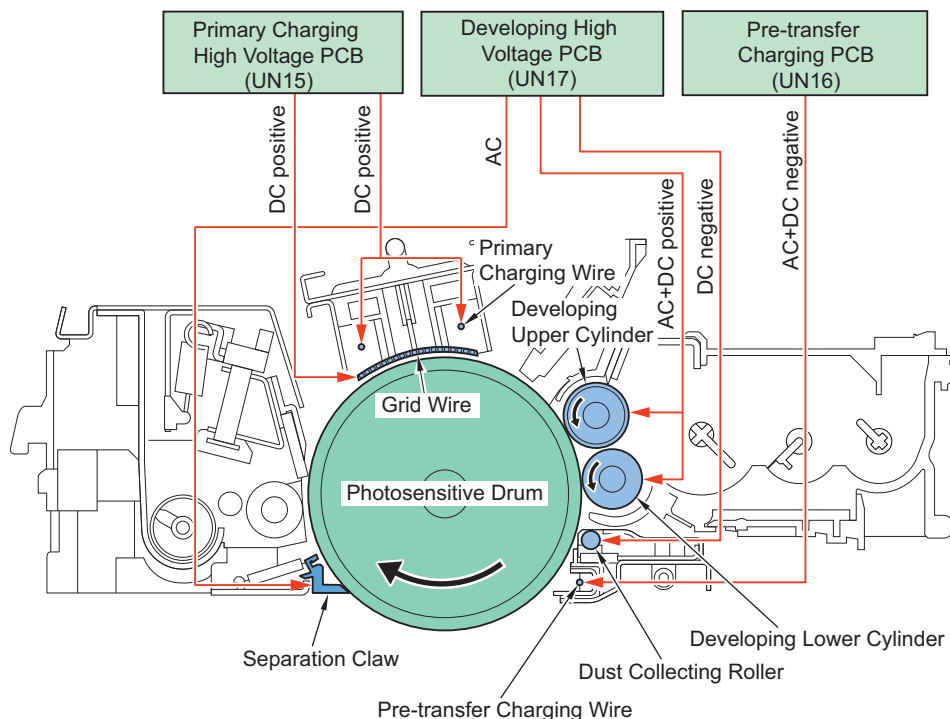 Primary Charging
High Voltage PCB
(UN15)
Developing High
Voltage PCB
(UN17)
Pre-transfer
Charging PCB
(UN16)
DC positive
DC positive
AC
AC+DC positive
DC negative
AC+DC negative
Primary
Charging Wire
Developing
Upper Cylinder
Grid Wire
Photosensitive Drum
Separation Claw
Developing Lower Cylinder
Dust Collecting Roller
Pre-transfer Charging Wire